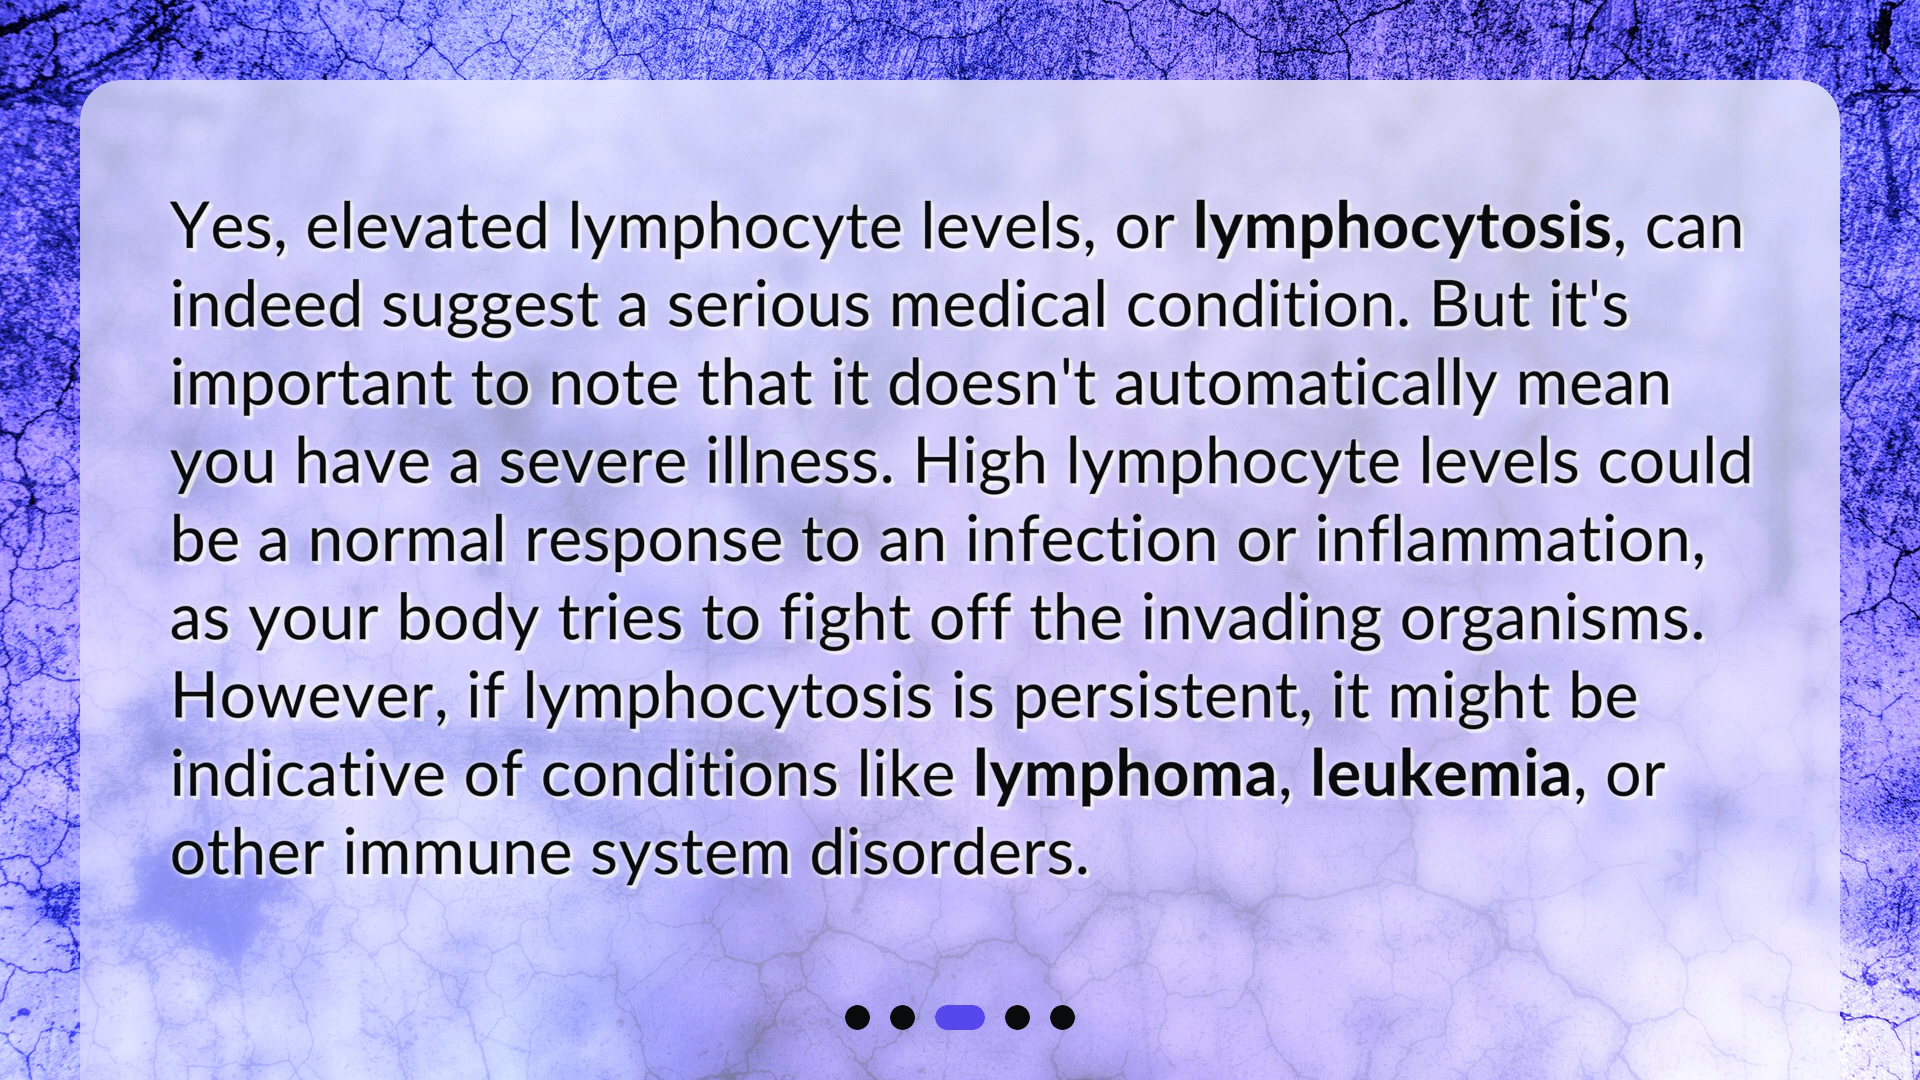 Yes, elevated lymphocyte levels, or lymphocytosis, can
indeed suggest a serious medical condition. But it's
important to note that it doesn't automatically mean
you have a severe illness. High lymphocyte levels could
be a normal response to an infection or inflammation,
as your body tries to fight off the invading organisms.
However, if lymphocytosis is persistent, it might be
indicative of conditions like lymphoma, leukemia, or
other immune system disorders.